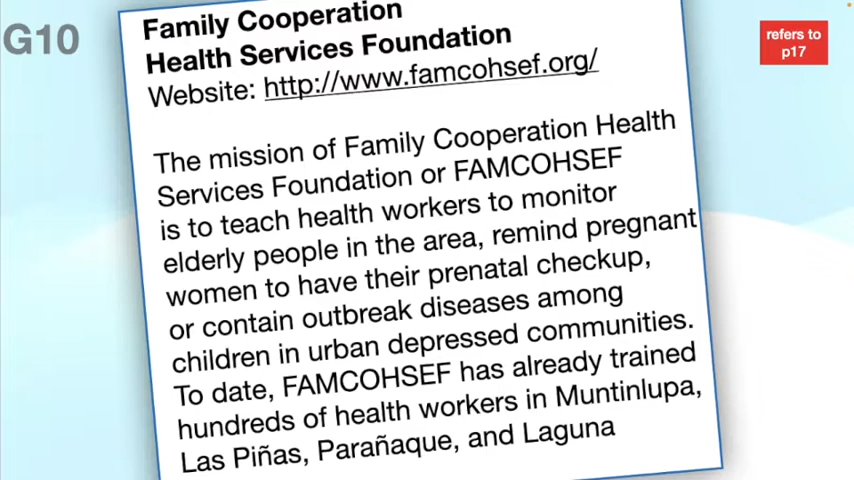 G10
Family Cooperation
Health Services Foundation
Website: http://www.famcohsef.org/
refers to
p17
The mission of Family Cooperation Health
Services Foundation or FAMCOHSEF
is to teach health workers to monitor
elderly people in the area, remind pregnant
women to have their prenatal checkup,
or contain outbreak diseases among
children in urban depressed communities.
To date, FAMCOHSEF has already trained
hundreds of health workers in Muntinlupa,
Las Piñas, Parañaque, and Laguna